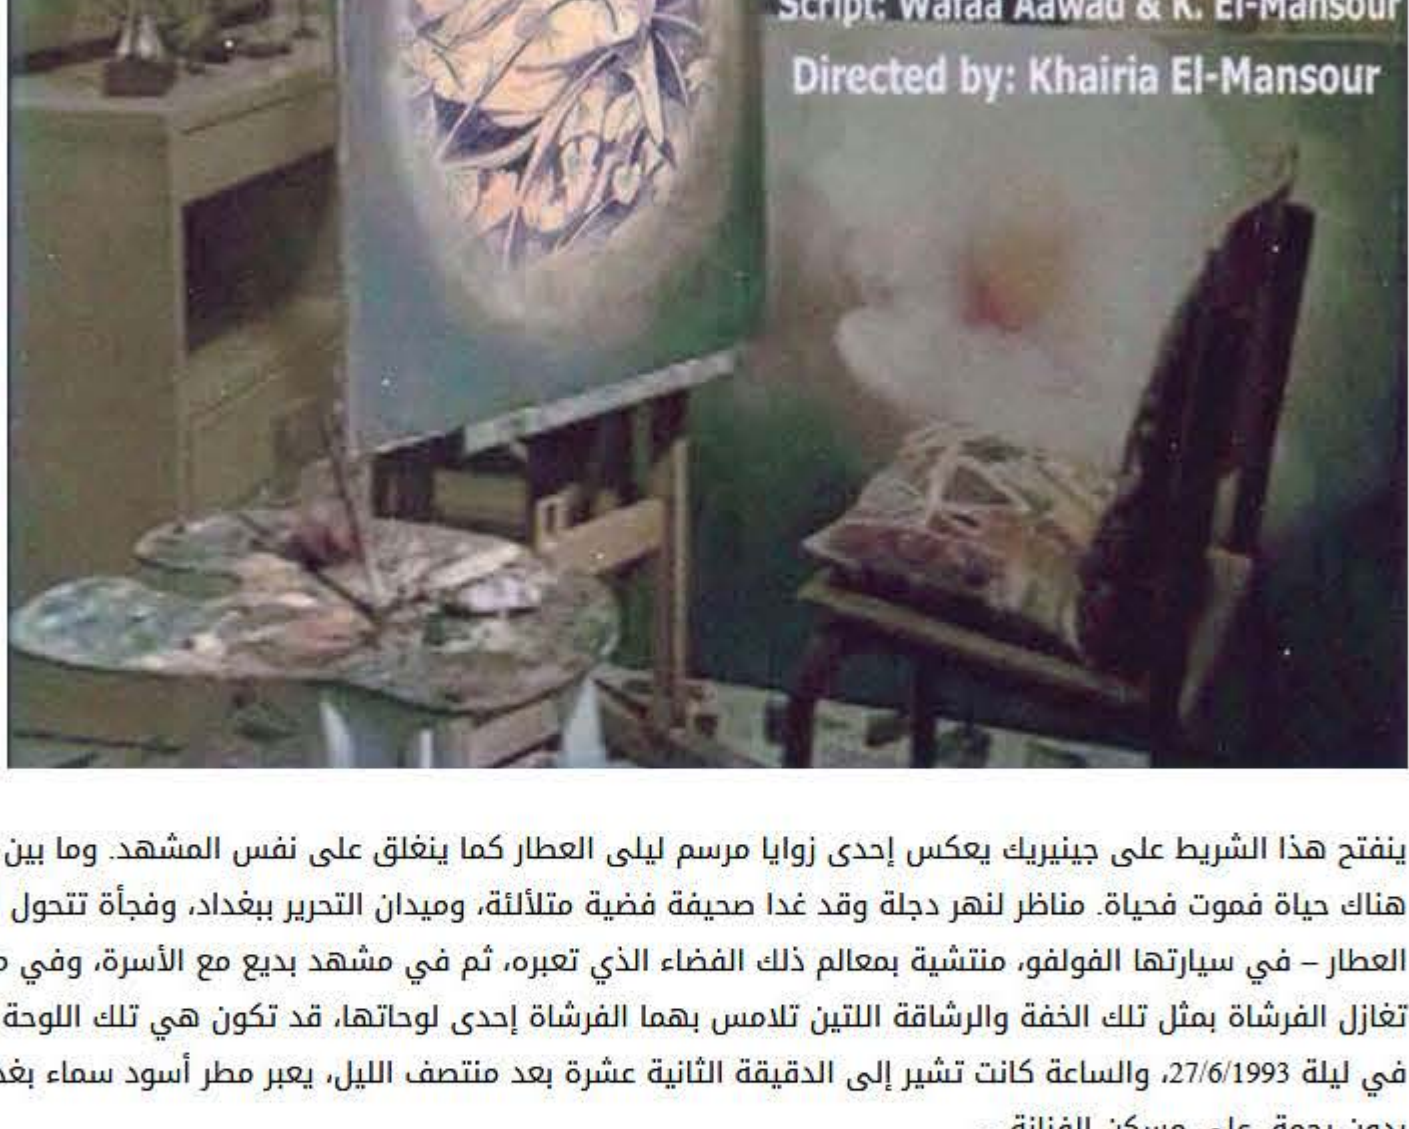 Script: Wafaa Aawad & K. El-Mansour
Directed by: Khairia El-Mansour
ينفتح هذا الشريط على جينيريك يعكس إحدى زوايا مرسم ليلى العطار كما ينغلق على نفس المشهد. وما بين
هناك حياة فموت فحياة. مناظر لنهر دجلة وقد غدا صحيفة فضية متلألئة، وميدان التحرير ببغداد، وفجأة تتحول
العطار – في سيارتها الفولفو، منتشية بمعالم ذلك الفضاء الذي تعبره، ثم في مشهد بديع مع الأسرة، وفي
تغازل الفرشاة بمثل تلك الخفة والرشاقة اللتين تلامس بهما الفرشاة إحدى لوحاتها، قد تكون هي تلك اللوحة
في ليلة 27/6/1993، والساعة كانت تشير إلى الدقيقة الثانية عشرة بعد منتصف الليل، يعبر مطر أسود سماء